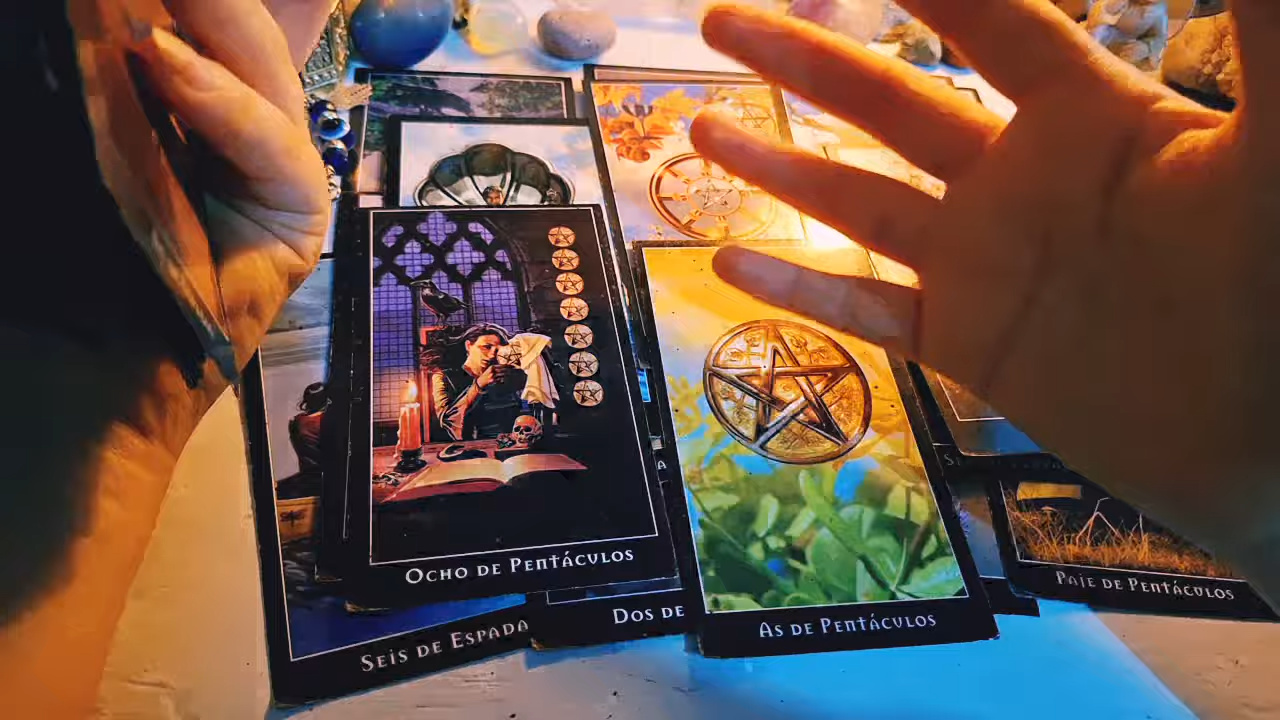 Ocho de Pentáculos
As de Pentáculos
Paje de Pentáculos
Seis de Espada
Dos de